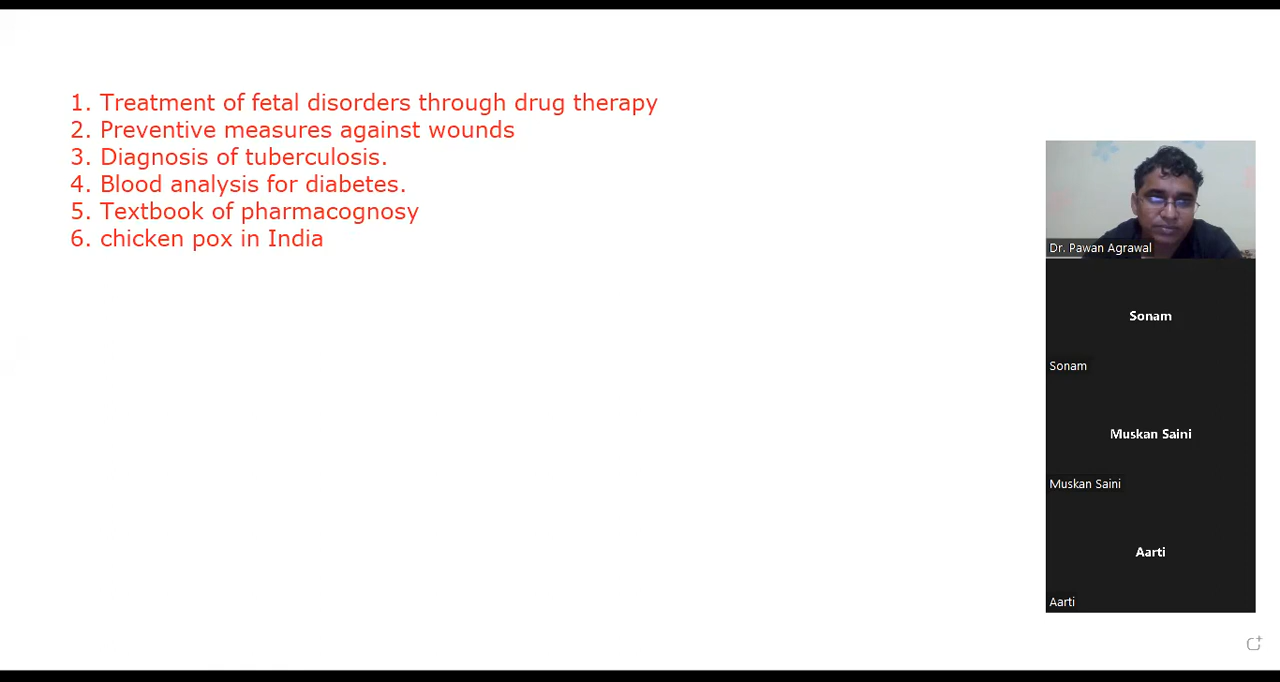 1. Treatment of fetal disorders through drug therapy
2. Preventive measures against wounds
3. Diagnosis of tuberculosis.
4. Blood analysis for diabetes.
5. Textbook of pharmacognosy
6. chicken pox in India
Dr. Pawan Agrawal
Sonam
Sonam
Muskan Saini
Muskan Saini
Aarti
Aarti